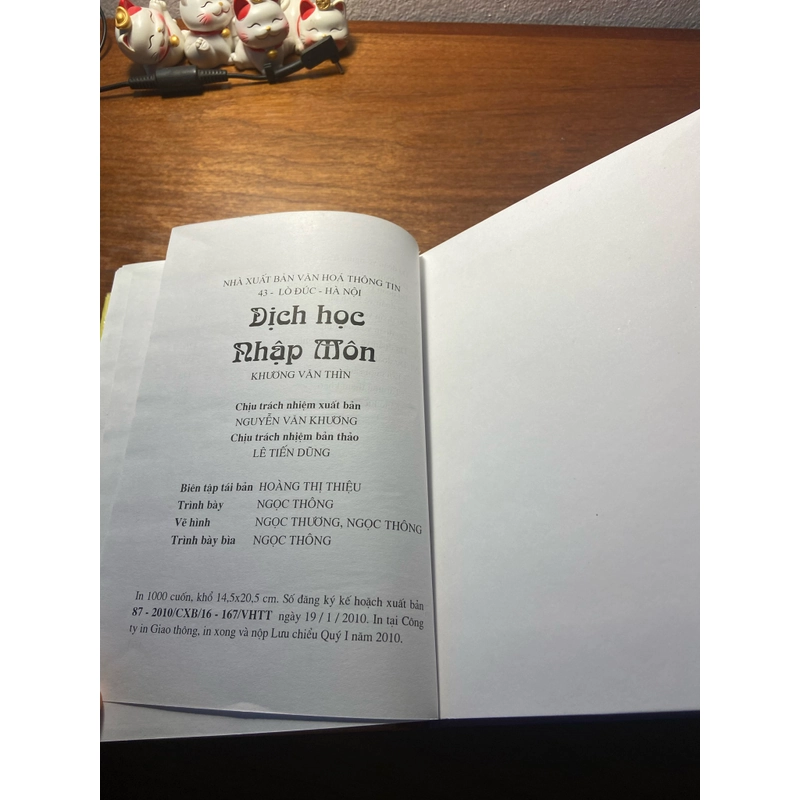 NHÀ XUẤT BẢN VĂN HOÁ THÔNG TIN
43 - LÒ ĐÚC - HÀ NỘI
Dịch học
Nhập Môn
KHƯƠNG VĂN THÌN
Chịu trách nhiệm xuất bản
NGUYỄN VĂN KHƯƠNG
Chịu trách nhiệm bản thảo
LÊ TIẾN DŨNG
Biên tập tái bản HOÀNG THỊ THIỆU
Trình bày NGỌC THÔNG
Vẽ hình NGỌC THƯƠNG, NGỌC THÔNG
Trình bày bìa NGỌC THÔNG
In 1000 cuốn, khổ 14,5x20,5 cm. Số đăng ký kế hoạch xuất bản
87 - 2010/CXB/16 - 167/VHTT ngày 19 / 1 / 2010. In tại Công
ty in Giao thông, in xong và nộp Lưu chiểu Quý I năm 2010.